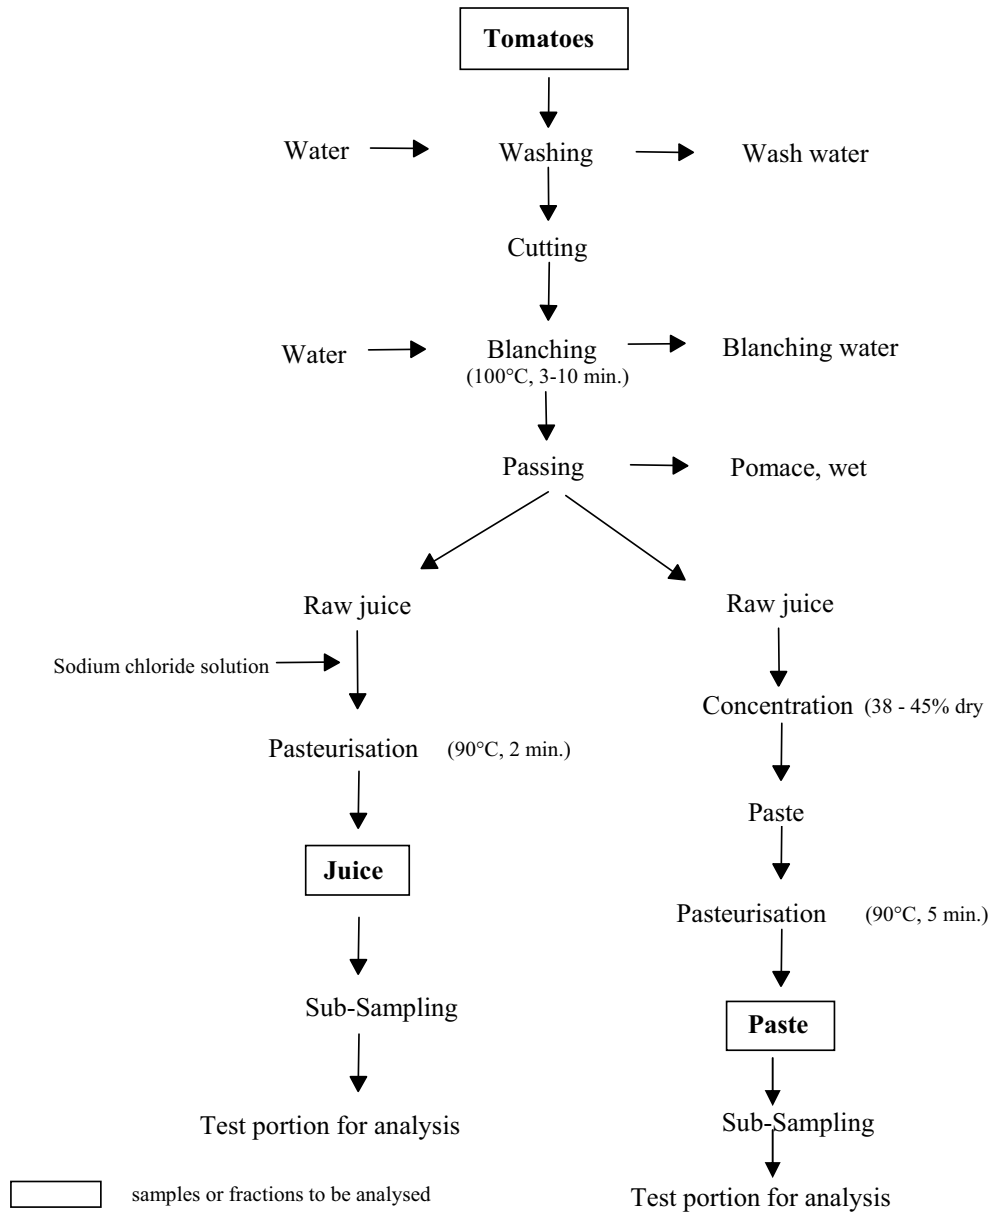 Tomatoes
Water
Washing
Wash water
Cutting
Water
Blanching
Blanching water
(100°C, 3-10 min.)
Passing
Pomace, wet
Raw juice
Raw juice
Sodium chloride solution
Concentration (38 - 45% dry
Pasteurisation (90°C, 2 min.)
Paste
Juice
Pasteurisation (90°C, 5 min.)
Sub-Sampling
Paste
Test portion for analysis
Sub-Sampling
samples or fractions to be analysed
Test portion for analysis